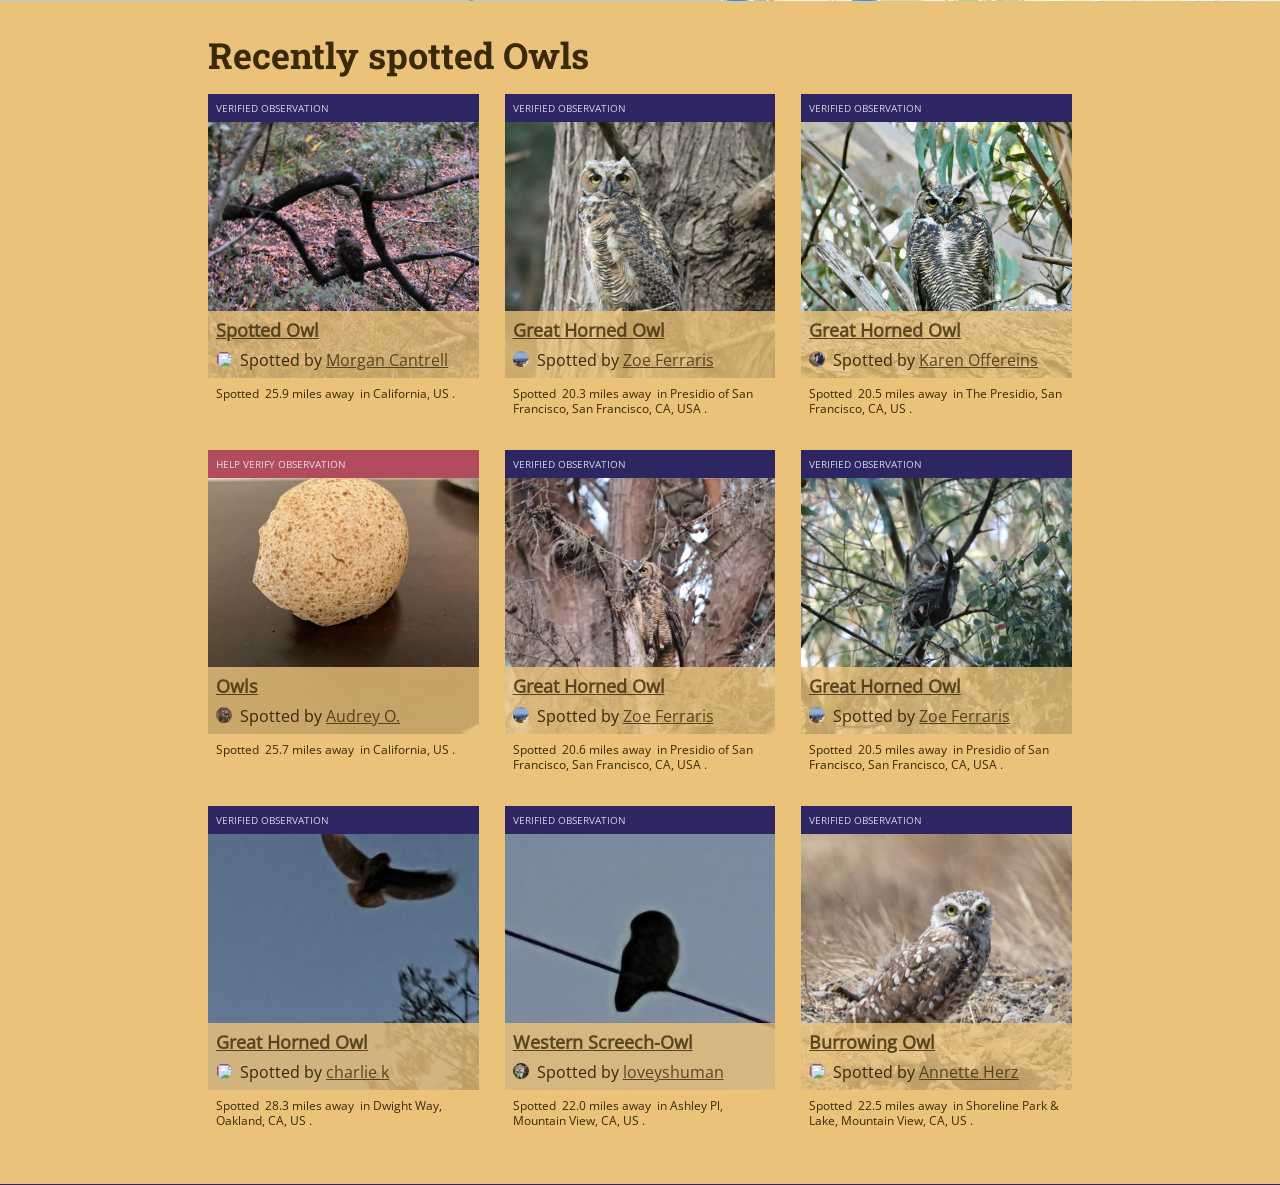 Recently spotted Owls
VERIFIED OBSERVATION
Spotted Owl
Spotted by Morgan Cantrell
Spotted 25.9 miles away in California, US .
VERIFIED OBSERVATION
Great Horned Owl
Spotted by Zoe Ferraris
Spotted 20.3 miles away in Presidio of San
Francisco, San Francisco, CA, USA .
VERIFIED OBSERVATION
Great Horned Owl
Spotted by Karen Offereins
Spotted 20.5 miles away in The Presidio, San
Francisco, CA, US .
HELP VERIFY OBSERVATION
Owls
Spotted by Audrey O.
Spotted 25.7 miles away in California, US .
VERIFIED OBSERVATION
Great Horned Owl
Spotted by Zoe Ferraris
Spotted 20.6 miles away in Presidio of San
Francisco, San Francisco, CA, USA .
VERIFIED OBSERVATION
Great Horned Owl
Spotted by Zoe Ferraris
Spotted 20.5 miles away in Presidio of San
Francisco, San Francisco, CA, USA .
VERIFIED OBSERVATION
Great Horned Owl
Spotted by charlie k
Spotted 28.3 miles away in Dwight Way,
Oakland, CA, US .
VERIFIED OBSERVATION
Western Screech-Owl
Spotted by loveyshuman
Spotted 22.0 miles away in Ashley Pl,
Mountain View, CA, US .
VERIFIED OBSERVATION
Burrowing Owl
Spotted by Annette Herz
Spotted 22.5 miles away in Shoreline Park &
Lake, Mountain View, CA, US .